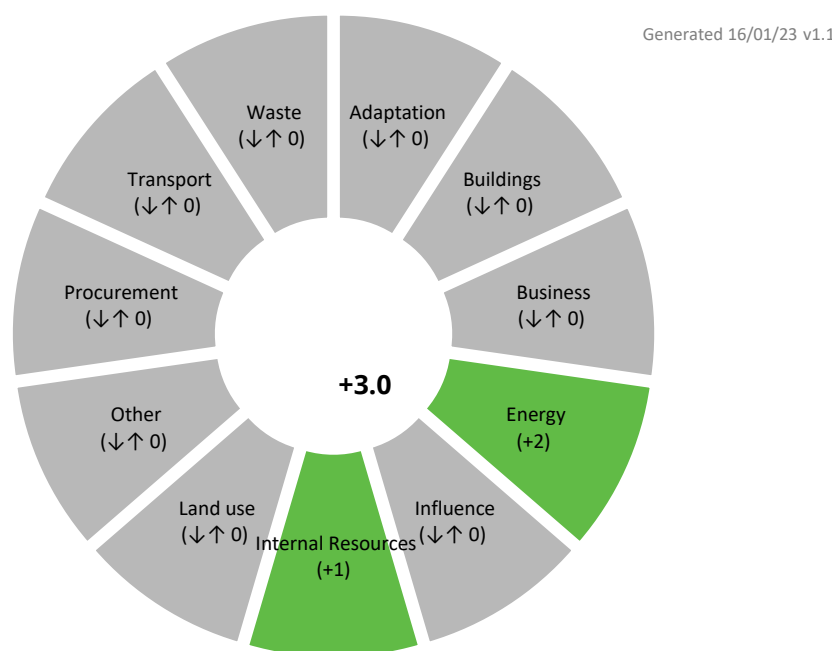 Generated 16/01/23 v1.1
Waste
(↓↑ 0)
Adaptation
(↓↑ 0)
Transport
(↓↑ 0)
Buildings
(↓↑ 0)
Procurement
(↓↑ 0)
Business
(↓↑ 0)
+3.0
Other
(↓↑ 0)
Energy
(+2)
Land use
(↓↑ 0)
Internal Resources
(+1)
Influence
(↓↑ 0)